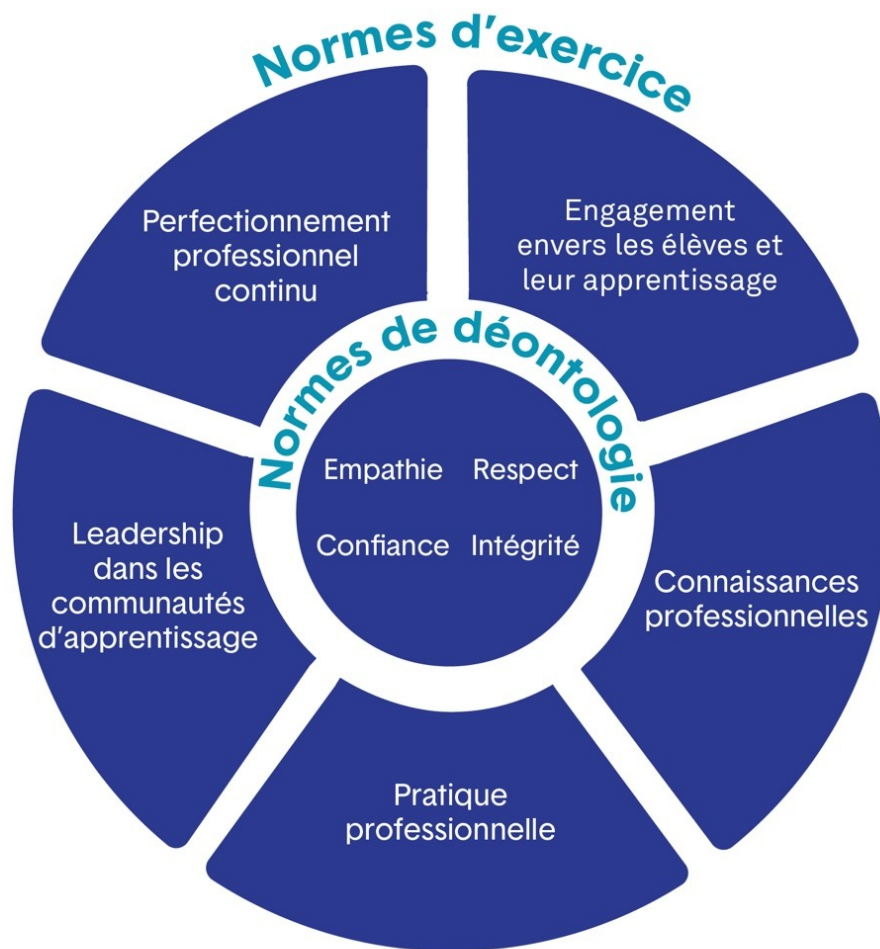 Normes d’exercice
Perfectionnement
professionnel
continu
Engagement
envers les élèves et
leur apprentissage
Normes de déontologie
Empathie Respect
Confiance Intégrité
Leadership
dans les
communautés
d’apprentissage
Connaissances
professionnelles
Pratique
professionnelle